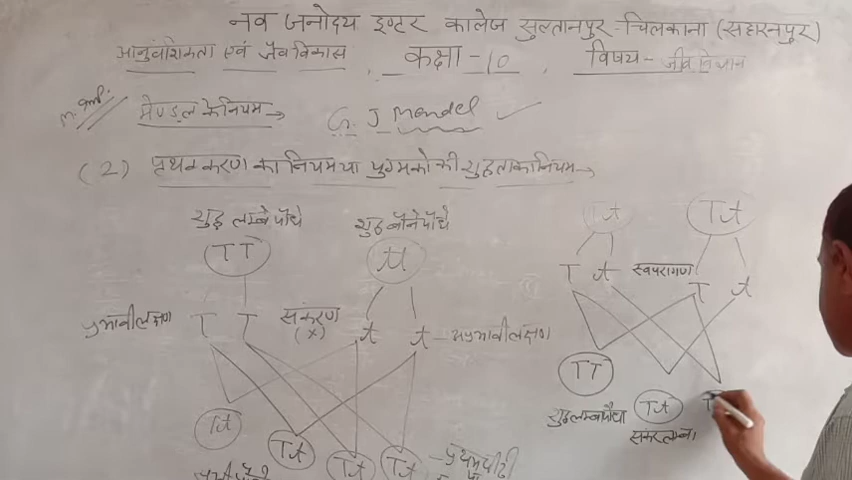 नव जनोदय इण्टर कालेज सुल्तानपुर-चिलकाना (सहारनपुर)
आनुवंशिकता एवं जैव विकास, कक्षा-10, विषय- जीव विज्ञान
मेण्डल के नियम → G. J Mendel
(2) पृथक्करण का नियम या युग्मको की शुद्धता का नियम →
शुद्ध लम्बे पौधे शुद्ध बौने पौधे
TT tt
Tt Tt
T t स्वपरागण T t
प्रभावी लक्षण T T संकरण (x) t t - अप्रभावी लक्षण
TT Tt
शुद्ध लम्बा पौधा संकर लम्बा
Tt Tt Tt Tt - प्रथम पीढी